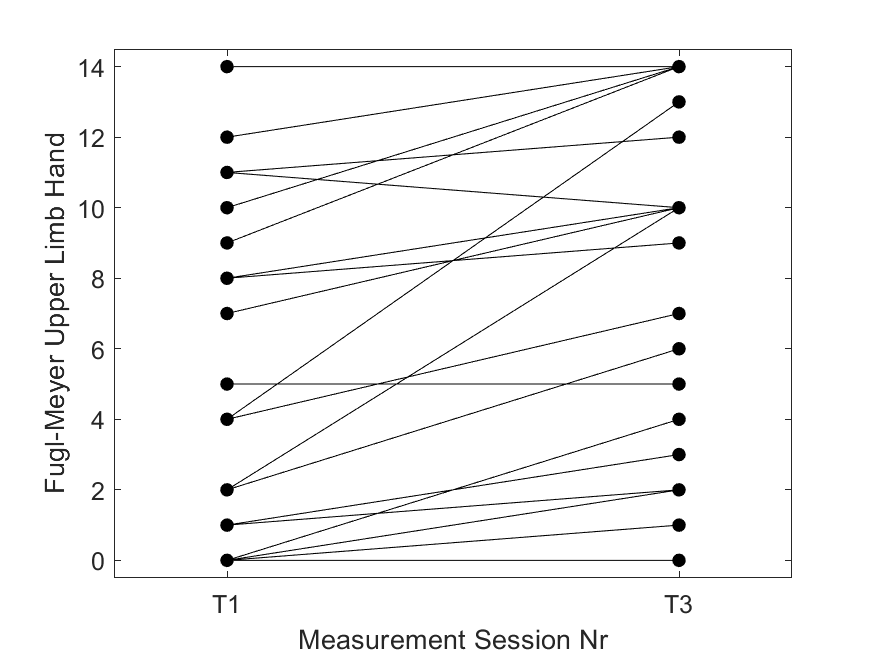 Fugl-Meyer Upper Limb Hand
14
12
10
8
6
4
2
0
T1 T3
Measurement Session Nr